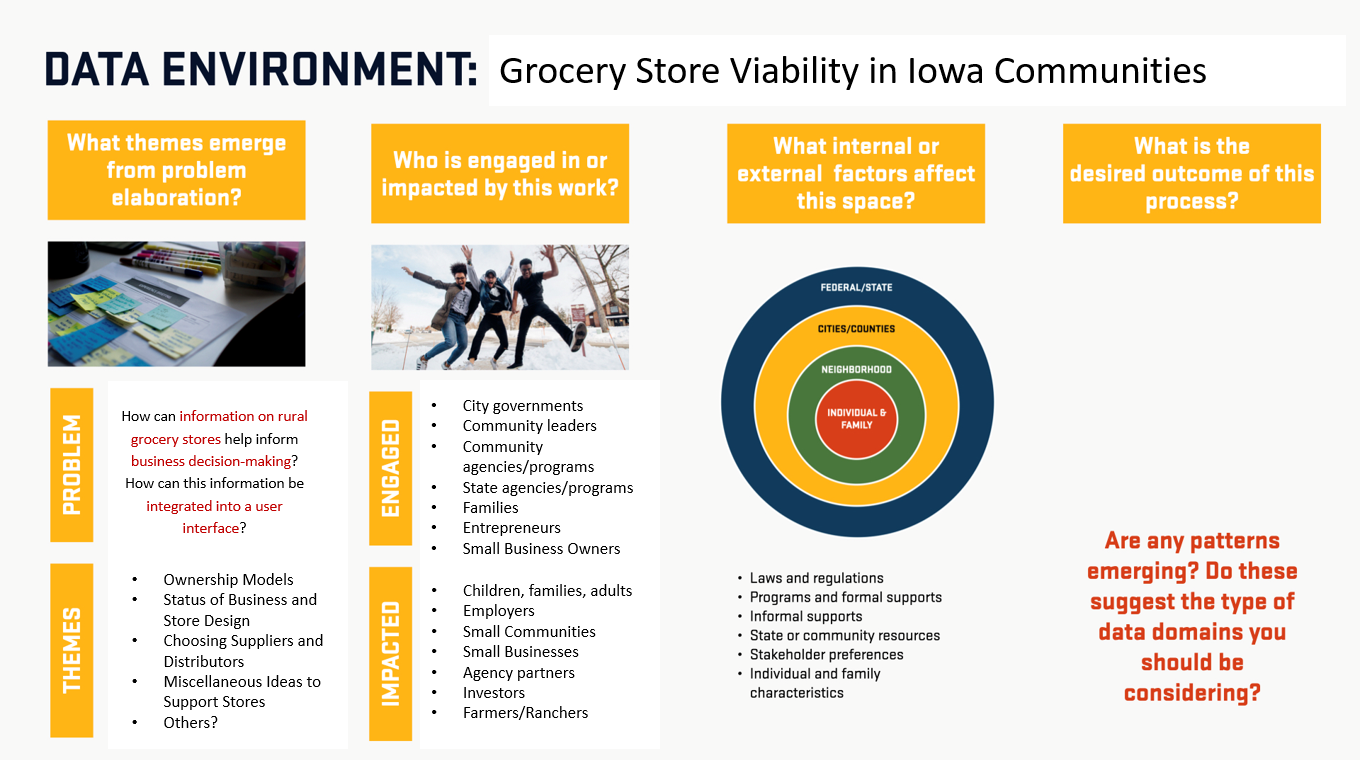 DATA ENVIRONMENT: Grocery Store Viability in Iowa Communities
What themes emerge
from problem
elaboration?
PROBLEM
How can information on rural
grocery stores help inform
business decision-making?
How can this information be
integrated into a user
interface?
THEMES
• Ownership Models
• Status of Business and
Store Design
• Choosing Suppliers and
Distributors
• Miscellaneous Ideas to
Support Stores
• Others?
Who is engaged in or
impacted by this work?
ENGAGED
• City governments
• Community leaders
• Community
agencies/programs
• State agencies/programs
• Families
• Entrepreneurs
• Small Business Owners
IMPACTED
• Children, families, adults
• Employers
• Small Communities
• Small Businesses
• Agency partners
• Investors
• Farmers/Ranchers
What internal or
external factors affect
this space?
FEDERAL/STATE
CITIES/COUNTIES
NEIGHBORHOOD
INDIVIDUAL &
FAMILY
• Laws and regulations
• Programs and formal supports
• Informal supports
• State or community resources
• Stakeholder preferences
• Individual and family
characteristics
What is the
desired outcome of this
process?
Are any patterns
emerging? Do these
suggest the type of
data domains you
should be
considering?